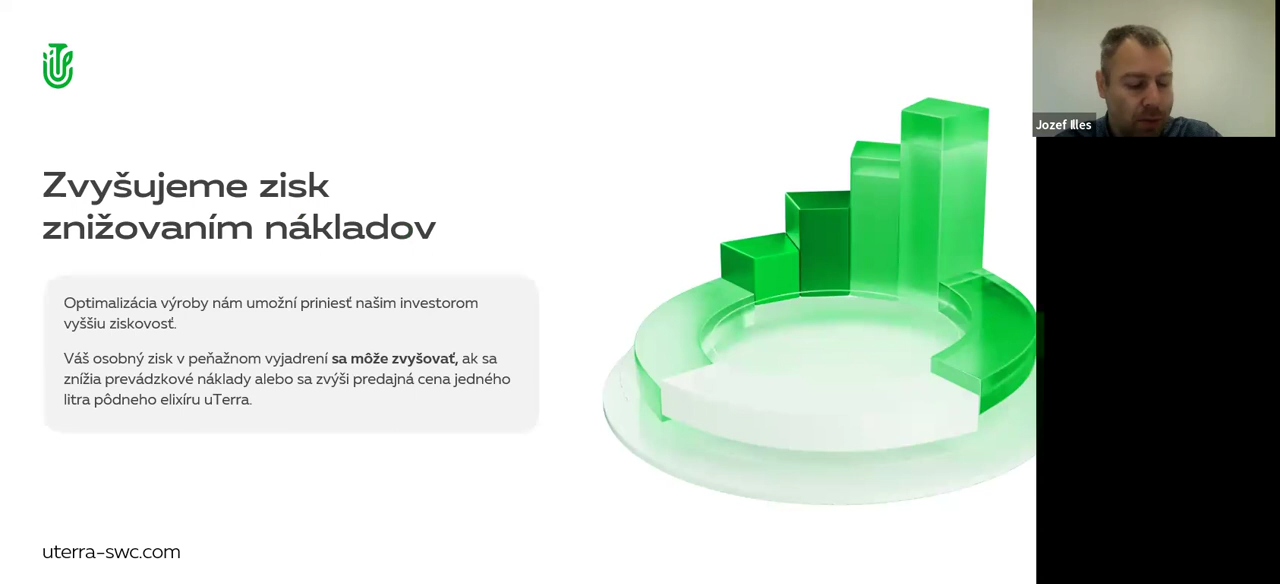 Zvyšujeme zisk
znižovaním nákladov
Optimalizácia výroby nám umožní priniesť našim investorom
vyššiu ziskovosť.
Váš osobný zisk v peňažnom vyjadrení sa môže zvyšovať, ak sa
znížia prevádzkové náklady alebo sa zvýši predajná cena jedného
litra pôdneho elixíru uTerra.
uterra-swc.com
Jozef Illes